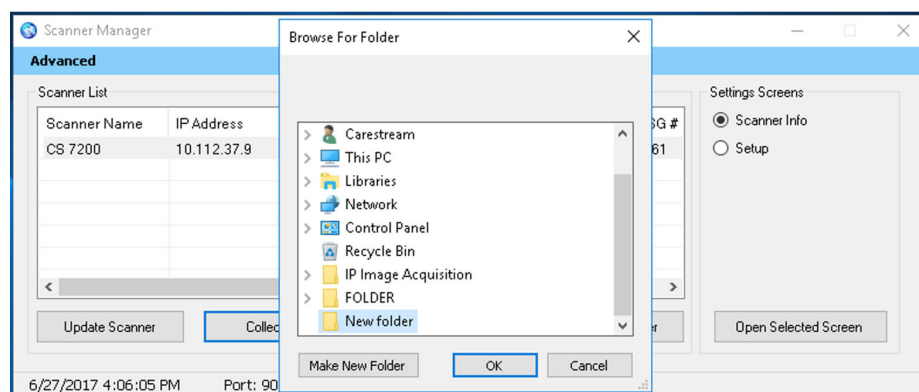 Scanner Manager
Advanced
Scanner List
Scanner Name IP Address SG #
CS 7200 10.112.37.9 61
Update Scanner Collec er
6/27/2017 4:06:05 PM Port: 90
Browse For Folder
Carestream
This PC
Libraries
Network
Control Panel
Recycle Bin
IP Image Acquisition
FOLDER
New folder
Make New Folder OK Cancel
Settings Screens
Scanner Info
Setup
Open Selected Screen